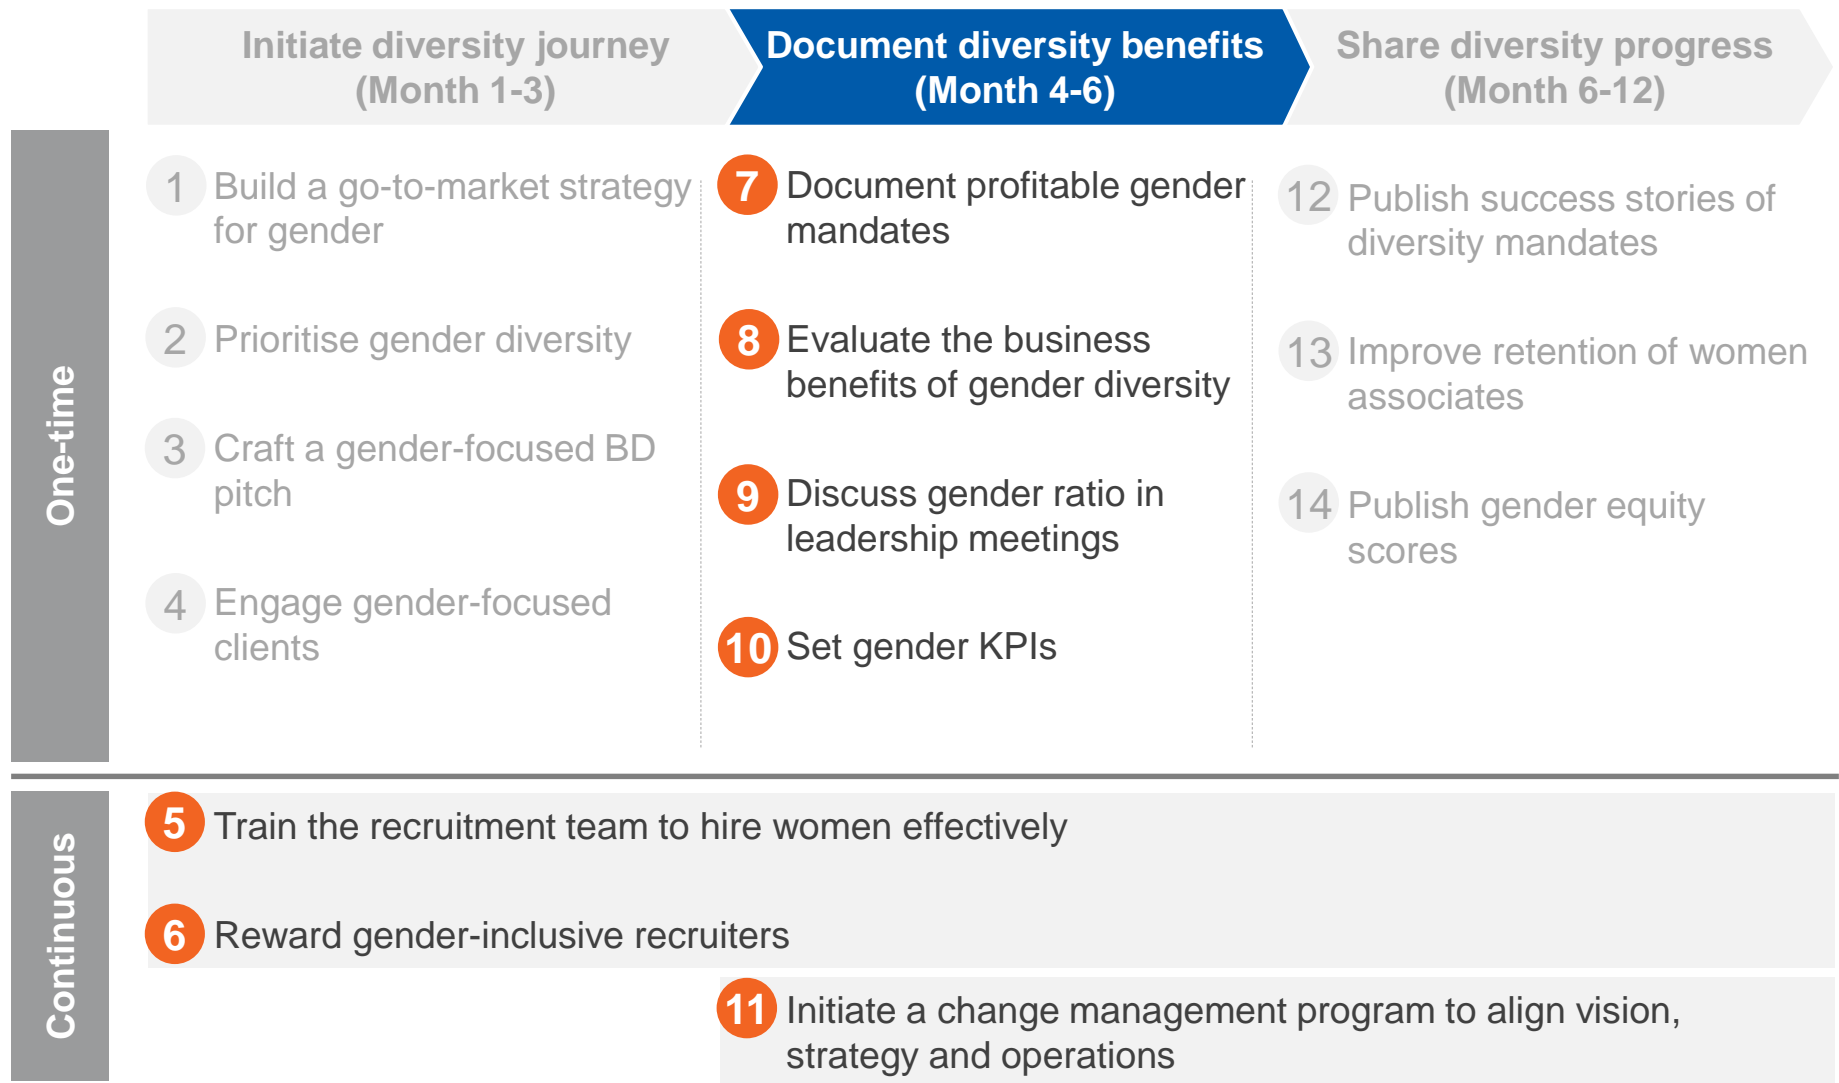 Initiate diversity journey
(Month 1-3)
Document diversity benefits
(Month 4-6)
Share diversity progress
(Month 6-12)
One-time
1 Build a go-to-market strategy
for gender
2 Prioritise gender diversity
3 Craft a gender-focused BD
pitch
4 Engage gender-focused
clients
7 Document profitable gender
mandates
8 Evaluate the business
benefits of gender diversity
9 Discuss gender ratio in
leadership meetings
10 Set gender KPIs
12 Publish success stories of
diversity mandates
13 Improve retention of women
associates
14 Publish gender equity
scores
Continuous
5 Train the recruitment team to hire women effectively
6 Reward gender-inclusive recruiters
11 Initiate a change management program to align vision,
strategy and operations